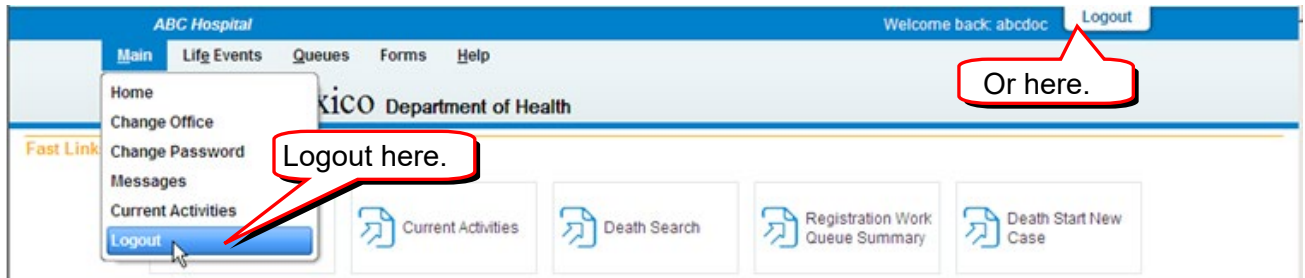 ABC Hospital Welcome back: abcdoc Logout
Main Life Events Queues Forms Help
Or here.
Home
xico Department of Health
Change Office
Fast Link
Change Password
Logout here.
Messages
Current Activities
Logout
Current Activities
Death Search
Registration Work
Queue Summary
Death Start New
Case